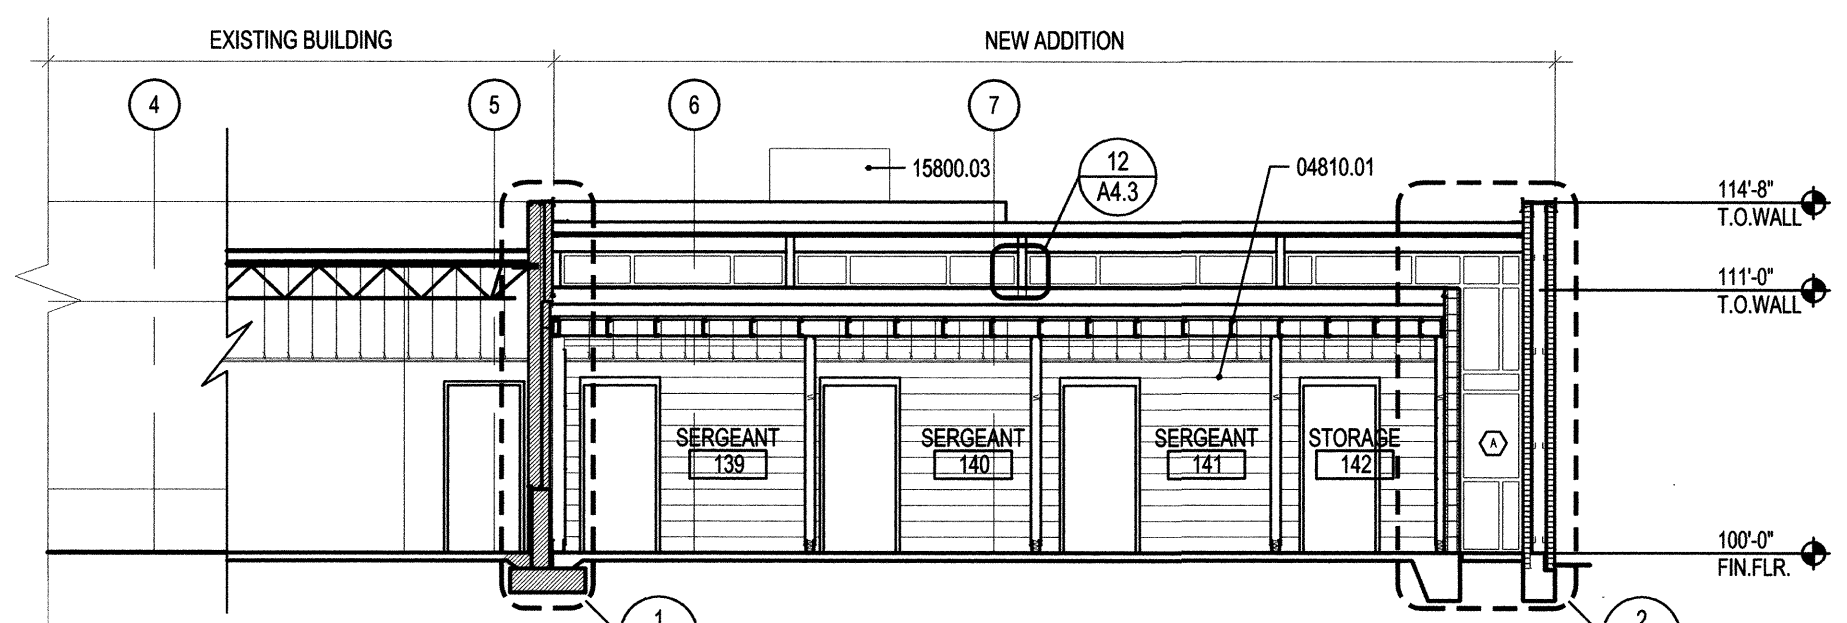 EXISTING BUILDING
NEW ADDITION
4
5
6
7
15800.03
12
A4.3
04810.01
114'-8"
T.O.WALL
111'-0"
T.O.WALL
SERGEANT
139
SERGEANT
140
SERGEANT
141
STORAGE
142
A
100'-0"
FIN.FLR.
1
2